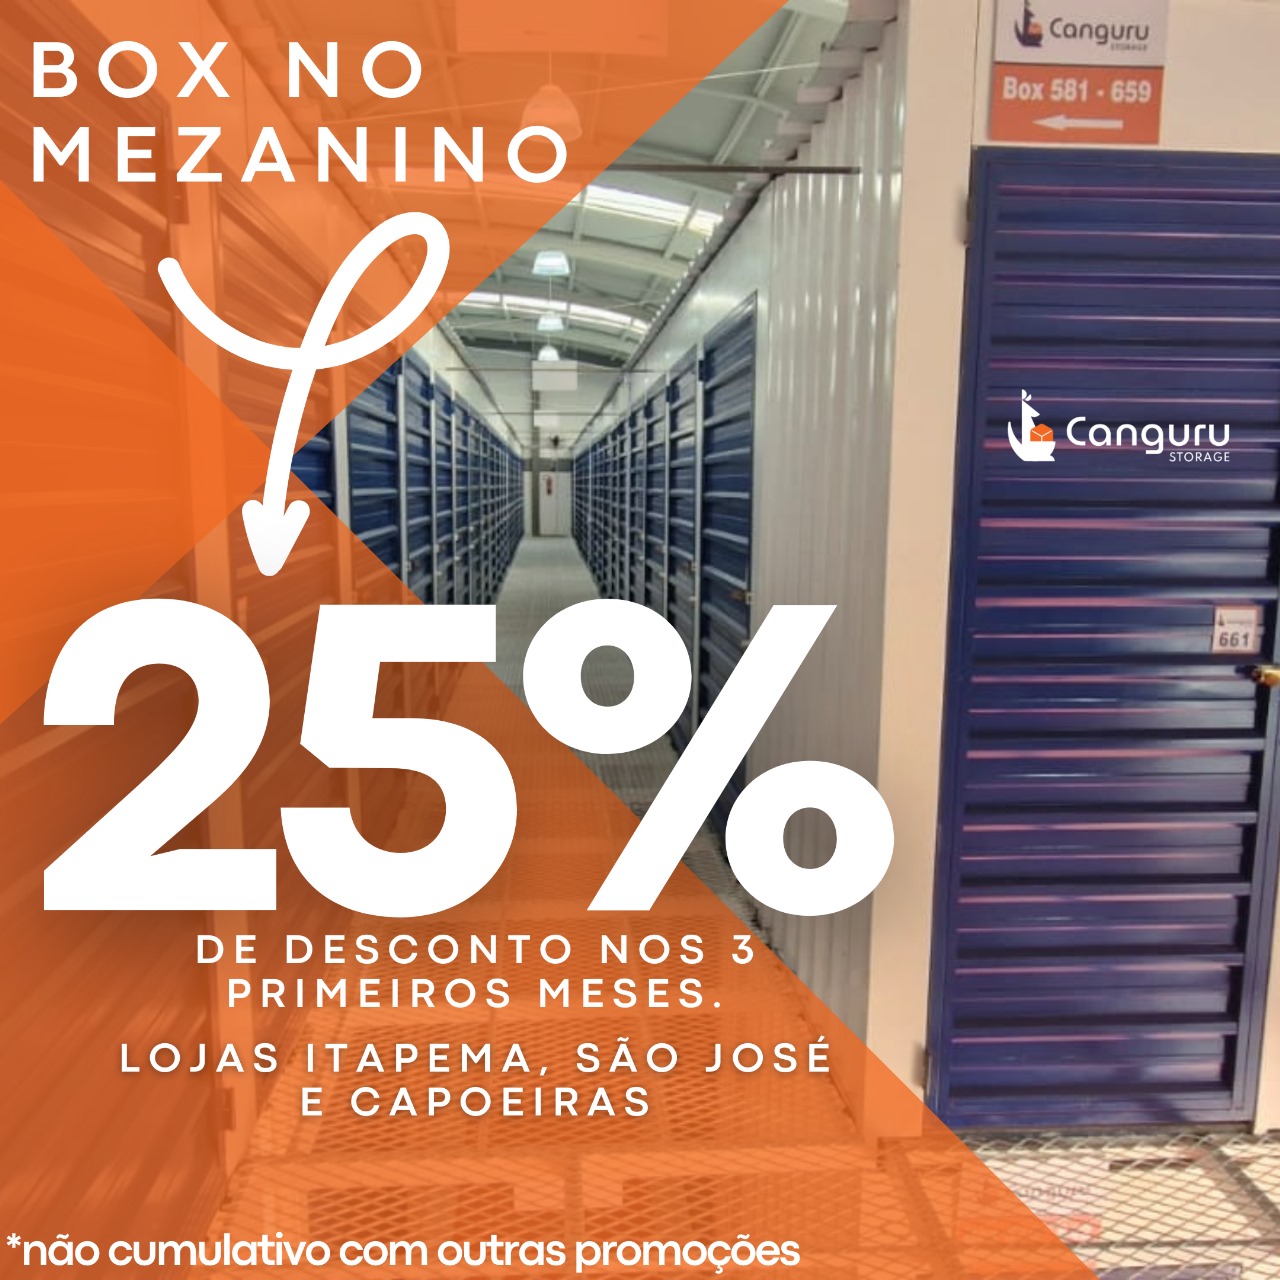 BOX NO
MEZANINO
Canguru
STORAGE
Box 581 - 659
Canguru
STORAGE
661
25%
DE DESCONTO NOS 3
PRIMEIROS MESES.
LOJAS ITAPEMA, SÃO JOSÉ
E CAPOEIRAS
*não cumulativo com outras promoções